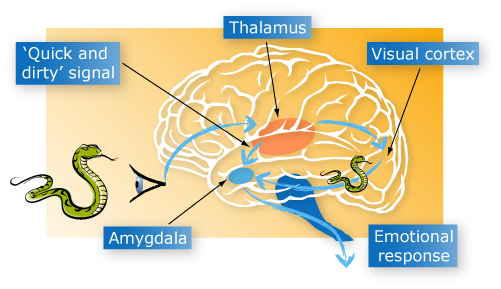 Thalamus
‘Quick and
dirty’ signal
Visual cortex
Amygdala
Emotional
response